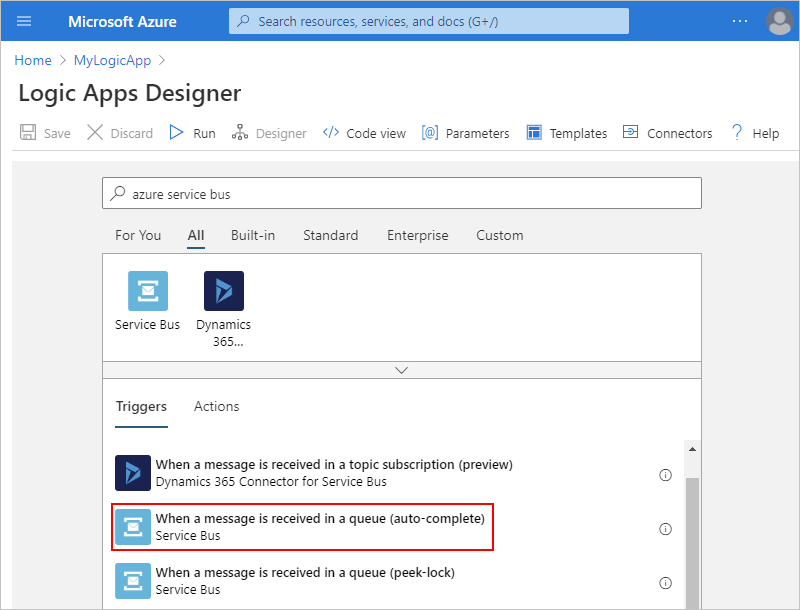 Microsoft Azure
Search resources, services, and docs (G+/)
Home > MyLogicApp >
Logic Apps Designer
Save Discard Run Designer Code view Parameters Templates Connectors Help
azure service bus
For You All Built-in Standard Enterprise Custom
Service Bus
Dynamics
365...
Triggers Actions
When a message is received in a topic subscription (preview)
Dynamics 365 Connector for Service Bus
When a message is received in a queue (auto-complete)
Service Bus
When a message is received in a queue (peek-lock)
Service Bus